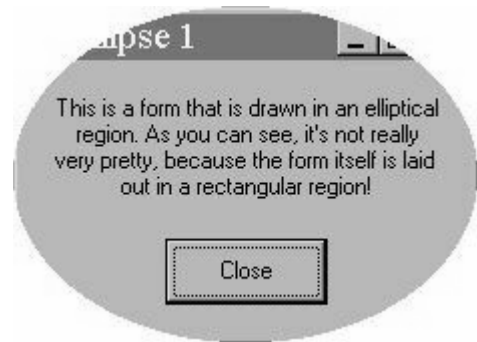 lipse 1
This is a form that is drawn in an elliptical
region. As you can see, it's not really
very pretty, because the form itself is laid
out in a rectangular region!
Close